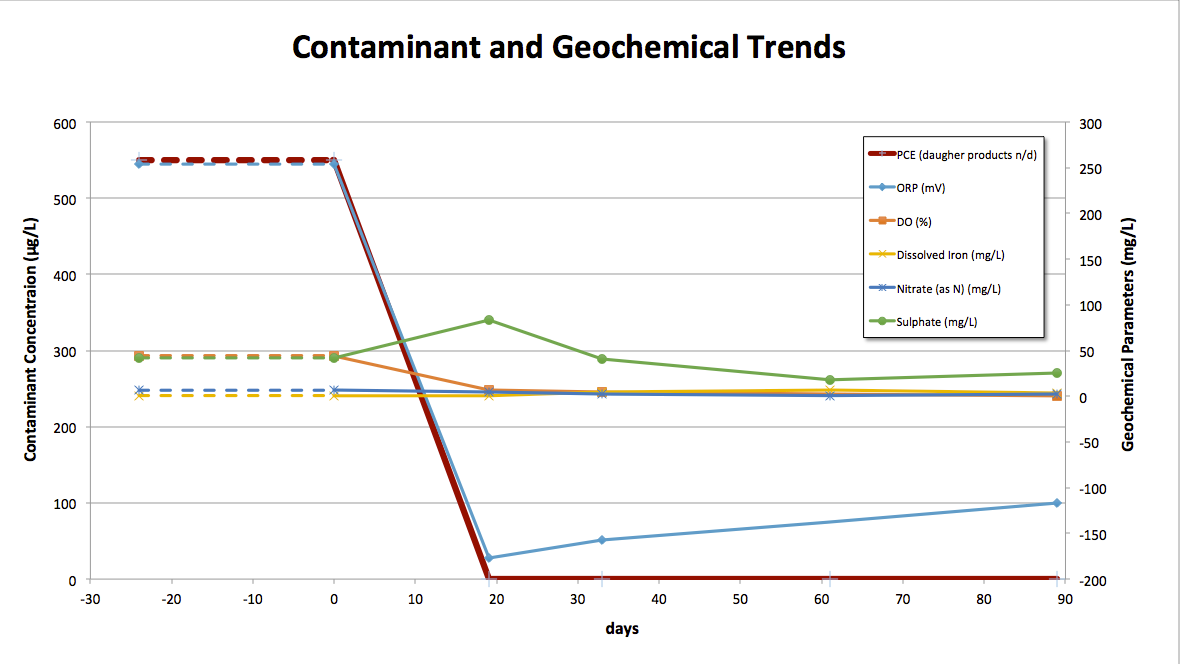 Contaminant and Geochemical Trends
600
500
400
300
200
100
0
Contaminant Concentraion (µg/L)
300
250
200
150
100
50
0
-50
-100
-150
-200
Geochemical Parameters (mg/L)
PCE (daugher products n/d)
ORP (mV)
DO (%)
Dissolved Iron (mg/L)
Nitrate (as N) (mg/L)
Sulphate (mg/L)
-30 -20 -10 0 10 20 30 40 50 60 70 80 90
days